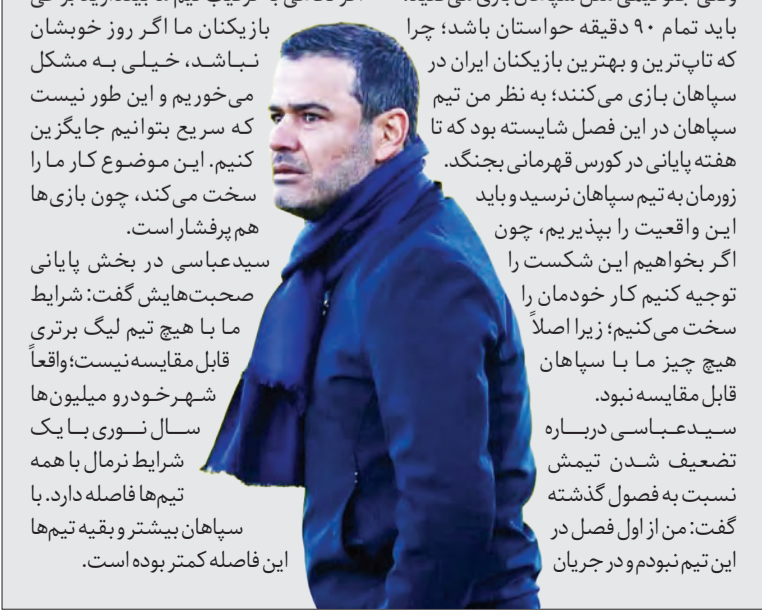 باید تمام ۹۰ دقیقه حواستان باشد؛ چرا
که تاپ‌ترین و بهترین بازیکنان ایران در
سپاهان بازی می‌کنند؛ به نظر من تیم
سپاهان در این فصل شایسته بود که تا
هفته پایانی در کورس قهرمانی بجنگد.
زورمان به تیم سپاهان نرسید و باید
این واقعیت را بپذیریم، چون
اگر بخواهیم این شکست را
توجیه کنیم کار خودمان را
سخت می‌کنیم؛ زیرا اصلاً
هیچ چیز ما با سپاهان
قابل مقایسه نبود.
سیدعباسی درباره
تضعیف شدن تیمش
نسبت به فصول گذشته
گفت: من از اول فصل در
این تیم نبودم و در جریان
بازیکنان ما اگر روز خوبشان
نباشد، خیلی به مشکل
می‌خوریم و این طور نیست
که سریع بتوانیم جایگزین
کنیم. این موضوع کار ما را
سخت می‌کند، چون بازی‌ها
هم پرفشار است.
سیدعباسی در بخش پایانی
صحبت‌هایش گفت: شرایط
ما با هیچ تیم لیگ برتری
قابل مقایسه نیست؛ واقعاً
شهرخودرو میلیون‌ها
سال نوری با یک
شرایط نرمال با همه
تیم‌ها فاصله دارد. با
سپاهان بیشتر و بقیه تیم‌ها
این فاصله کمتر بوده است.